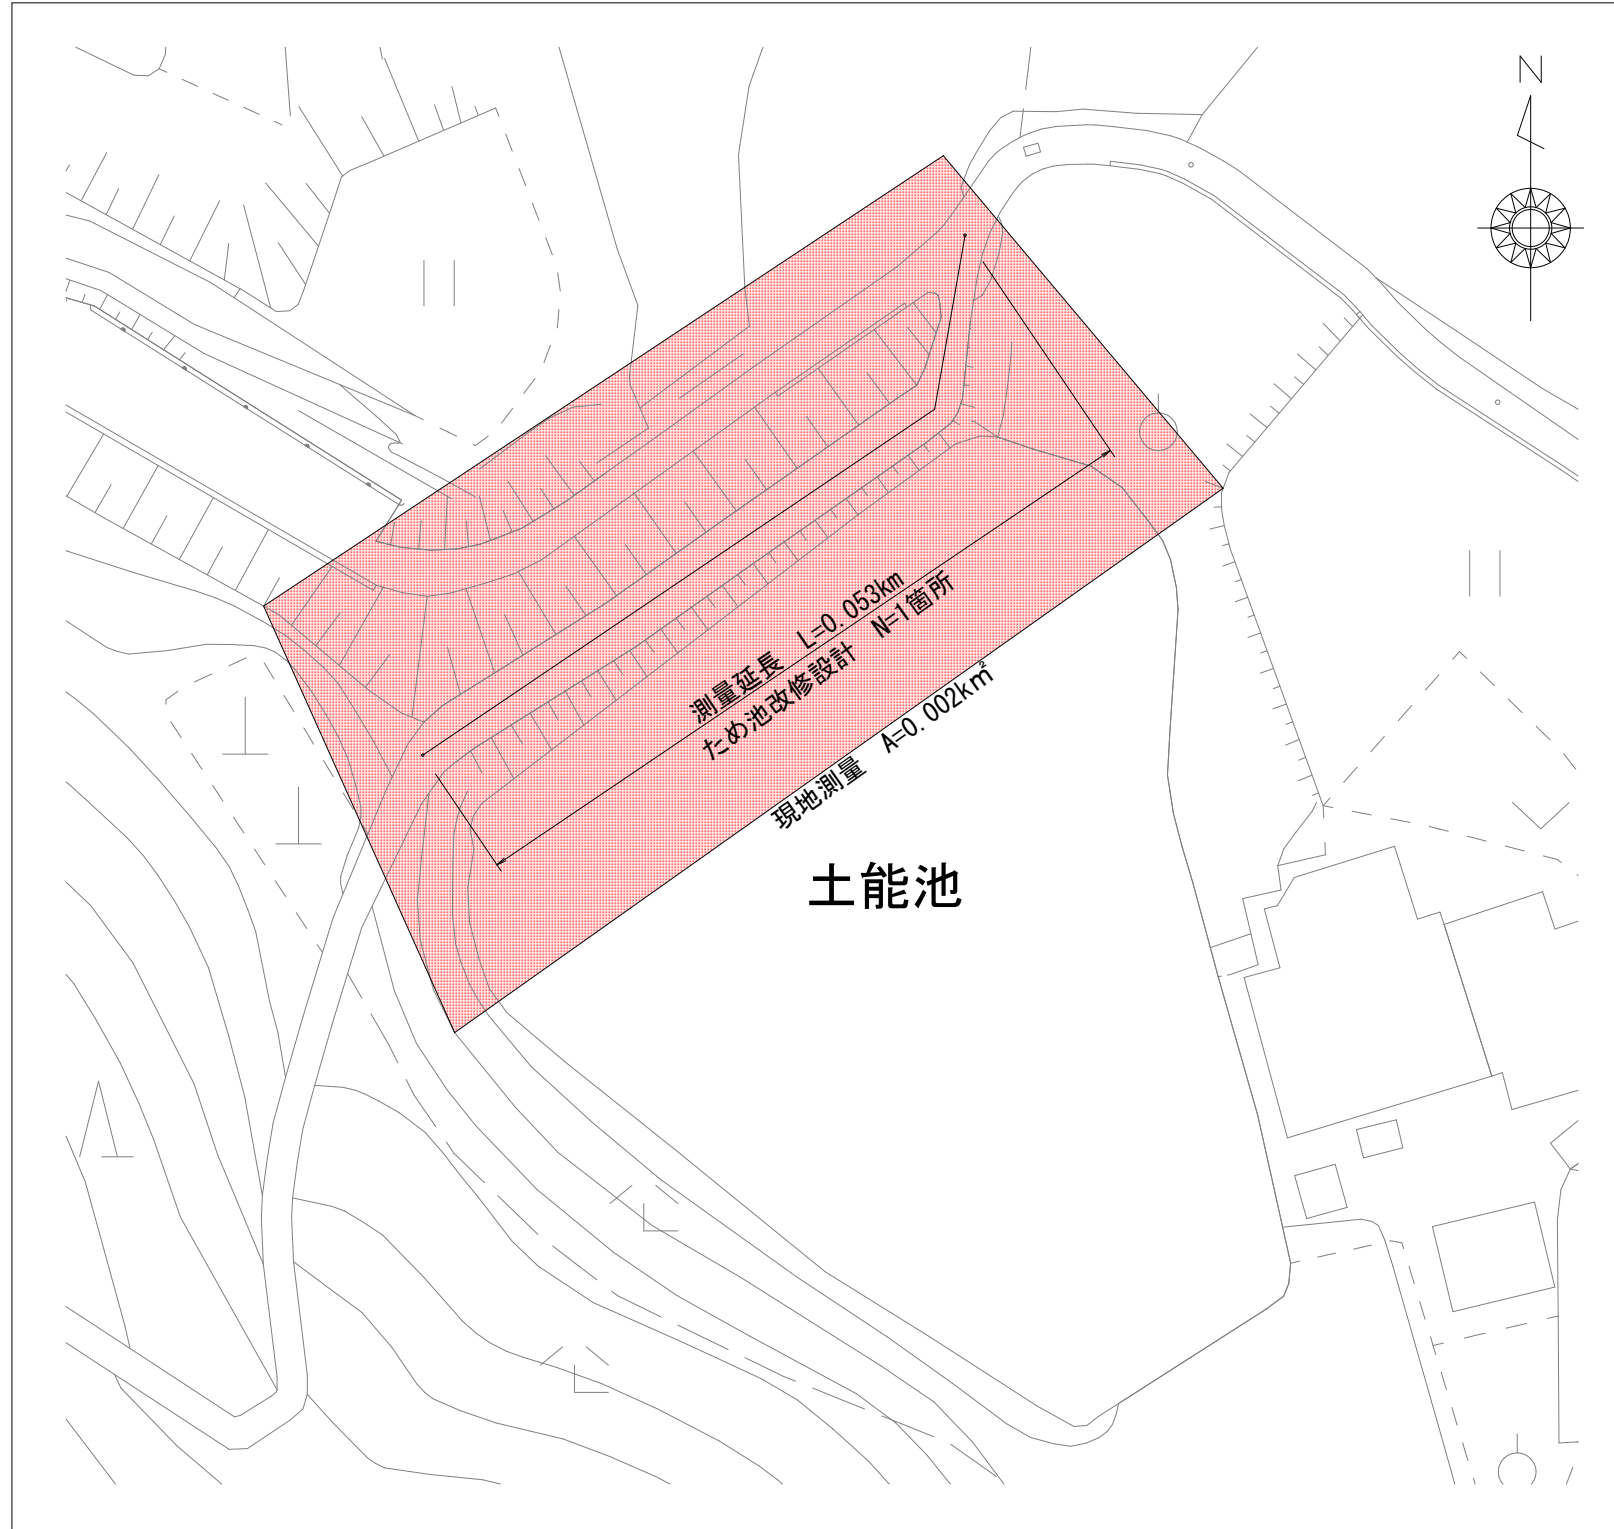 N
測量延長　L=0.053km
ため池改修設計　N=1箇所
現地測量　A=0.002k㎡
土能池